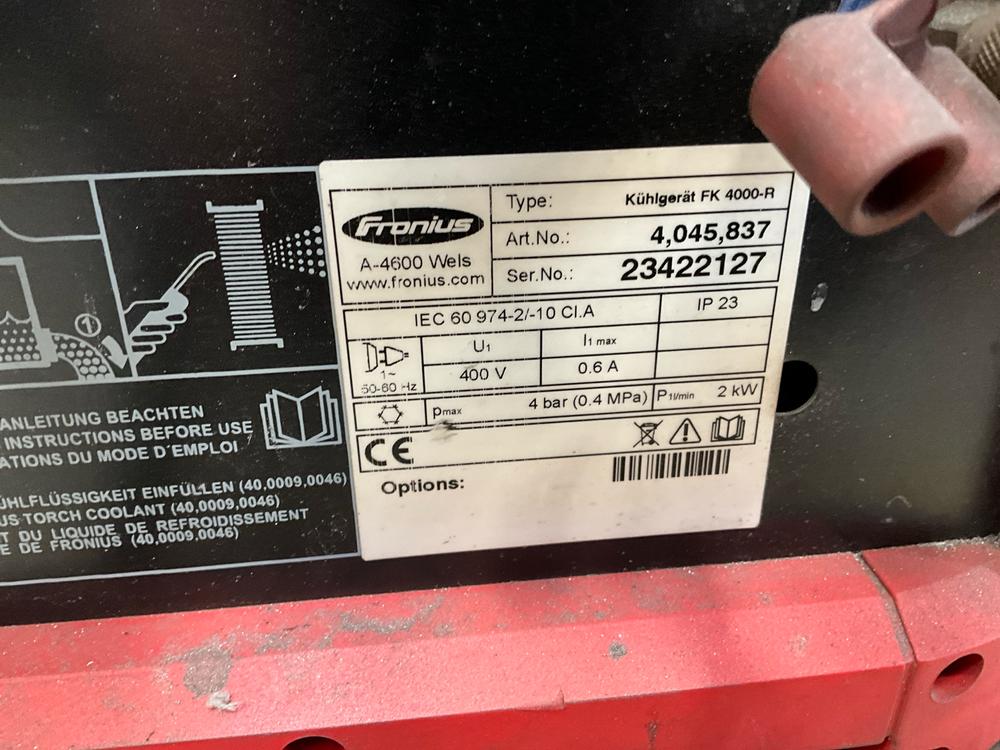 Fronius
A-4600 Wels
www.fronius.com
Type: Kühlgerät FK 4000-R
Art.No.: 4,045,837
Ser.No.: 23422127
IEC 60 974-2/-10 Cl.A IP 23
U1 I1 max
1~
50-60 Hz 400 V 0.6 A
pmax 4 bar (0.4 MPa) P1l/min 2 kW
CE
Options:
1
ANLEITUNG BEACHTEN
INSTRUCTIONS BEFORE USE
DU MODE D´EMPLOI
EINFÜLLEN (40,0009,0046)
TORCH COOLANT (40,0009,0046)
DU LIQUIDE DE REFROIDISSEMENT
DE FRONIUS (40,0009,0046)